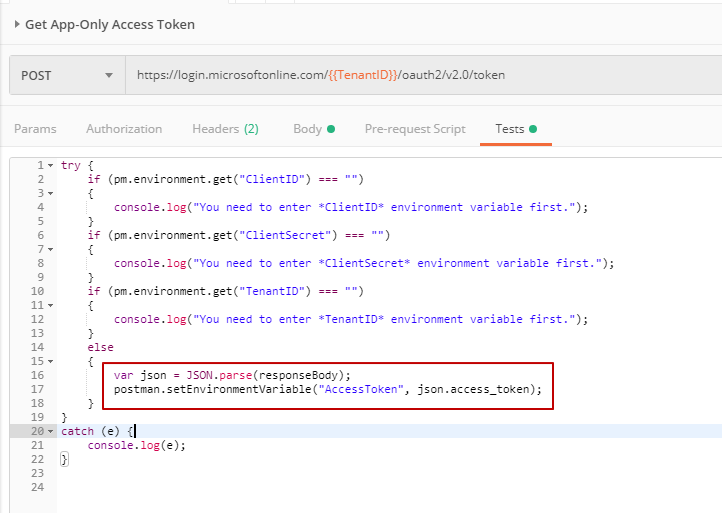 Get App-Only Access Token
POST https://login.microsoftonline.com/{{TenantID}}/oauth2/v2.0/token
Params Authorization Headers (2) Body Pre-request Script Tests
1 try {
2 if (pm.environment.get("ClientID") === "")
3 {
4 console.log("You need to enter *ClientID* environment variable first.");
5 }
6 if (pm.environment.get("ClientSecret") === "")
7 {
8 console.log("You need to enter *ClientSecret* environment variable first.");
9 }
10 if (pm.environment.get("TenantID") === "")
11 {
12 console.log("You need to enter *TenantID* environment variable first.");
13 }
14 else
15 {
16 var json = JSON.parse(responseBody);
17 postman.setEnvironmentVariable("AccessToken", json.access_token);
18 }
19 }
20 catch (e) {
21 console.log(e);
22 }
23
24